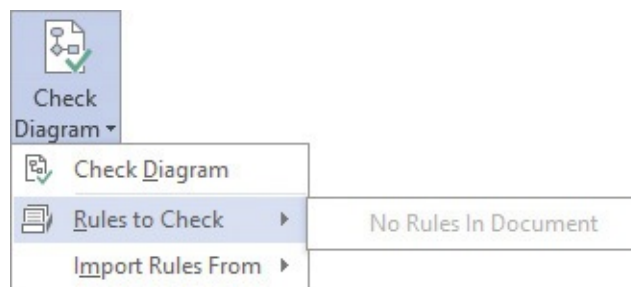 Check
Diagram
Check Diagram
Rules to Check
No Rules In Document
Import Rules From